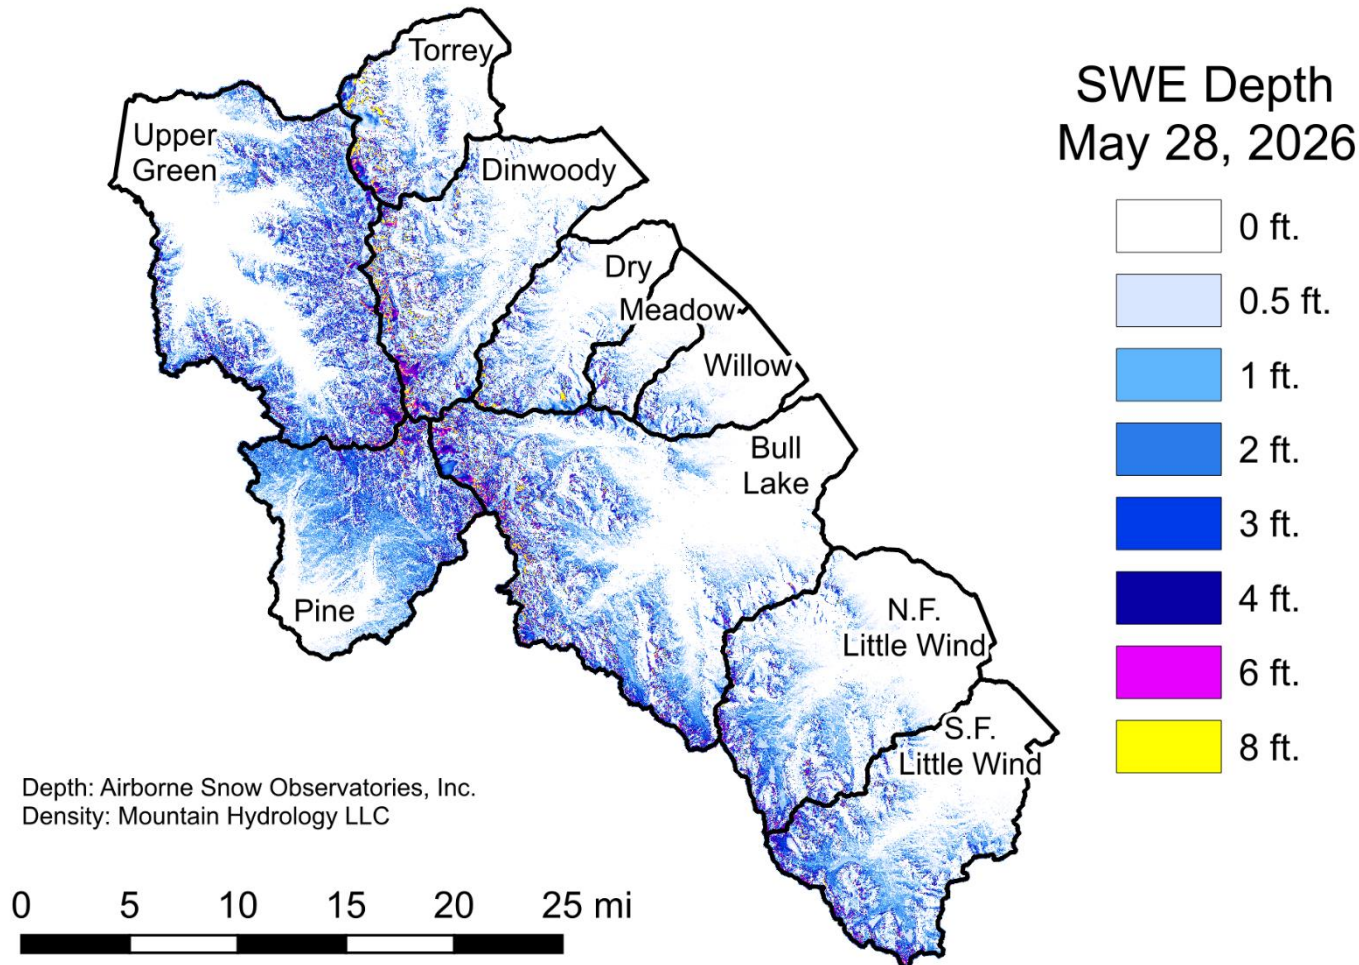 Torrey
SWE Depth
May 28, 2026
Upper
Green
Dinwoody
0 ft.
Dry
0.5 ft.
Meadow
Willow
1 ft.
Bull
Lake
2 ft.
3 ft.
Pine
N.F.
Little Wind
4 ft.
6 ft.
S.F.
Little Wind
8 ft.
Depth: Airborne Snow Observatories, Inc.
Density: Mountain Hydrology LLC
0 5 10 15 20 25 mi